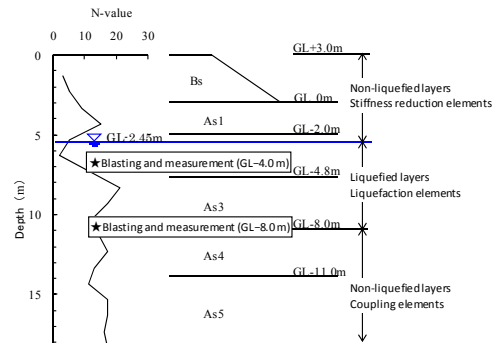 N-value
0 10 20 30
0
5
10
15
Depth (m)
GL+3.0m
Bs
GL 0m
As1
GL-2.0m
GL-2.45m
★Blasting and measurement (GL-4.0 m)
GL-4.8m
As3
★Blasting and measurement (GL-8.0 m)
GL-8.0m
As4
GL-11.0m
As5
Non-liquefied layers
Stiffness reduction elements
Liquefied layers
Liquefaction elements
Non-liquefied layers
Coupling elements